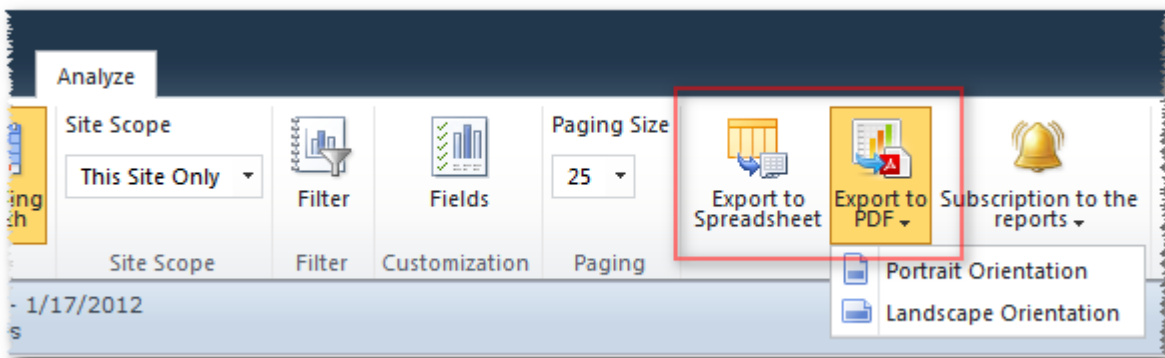 Analyze
Site Scope
This Site Only
Filter
Fields
Paging Size
25
Export to
Spreadsheet
Export to
PDF
Subscription to the
reports
Site Scope
Filter
Customization
Paging
Portrait Orientation
Landscape Orientation
- 1/17/2012